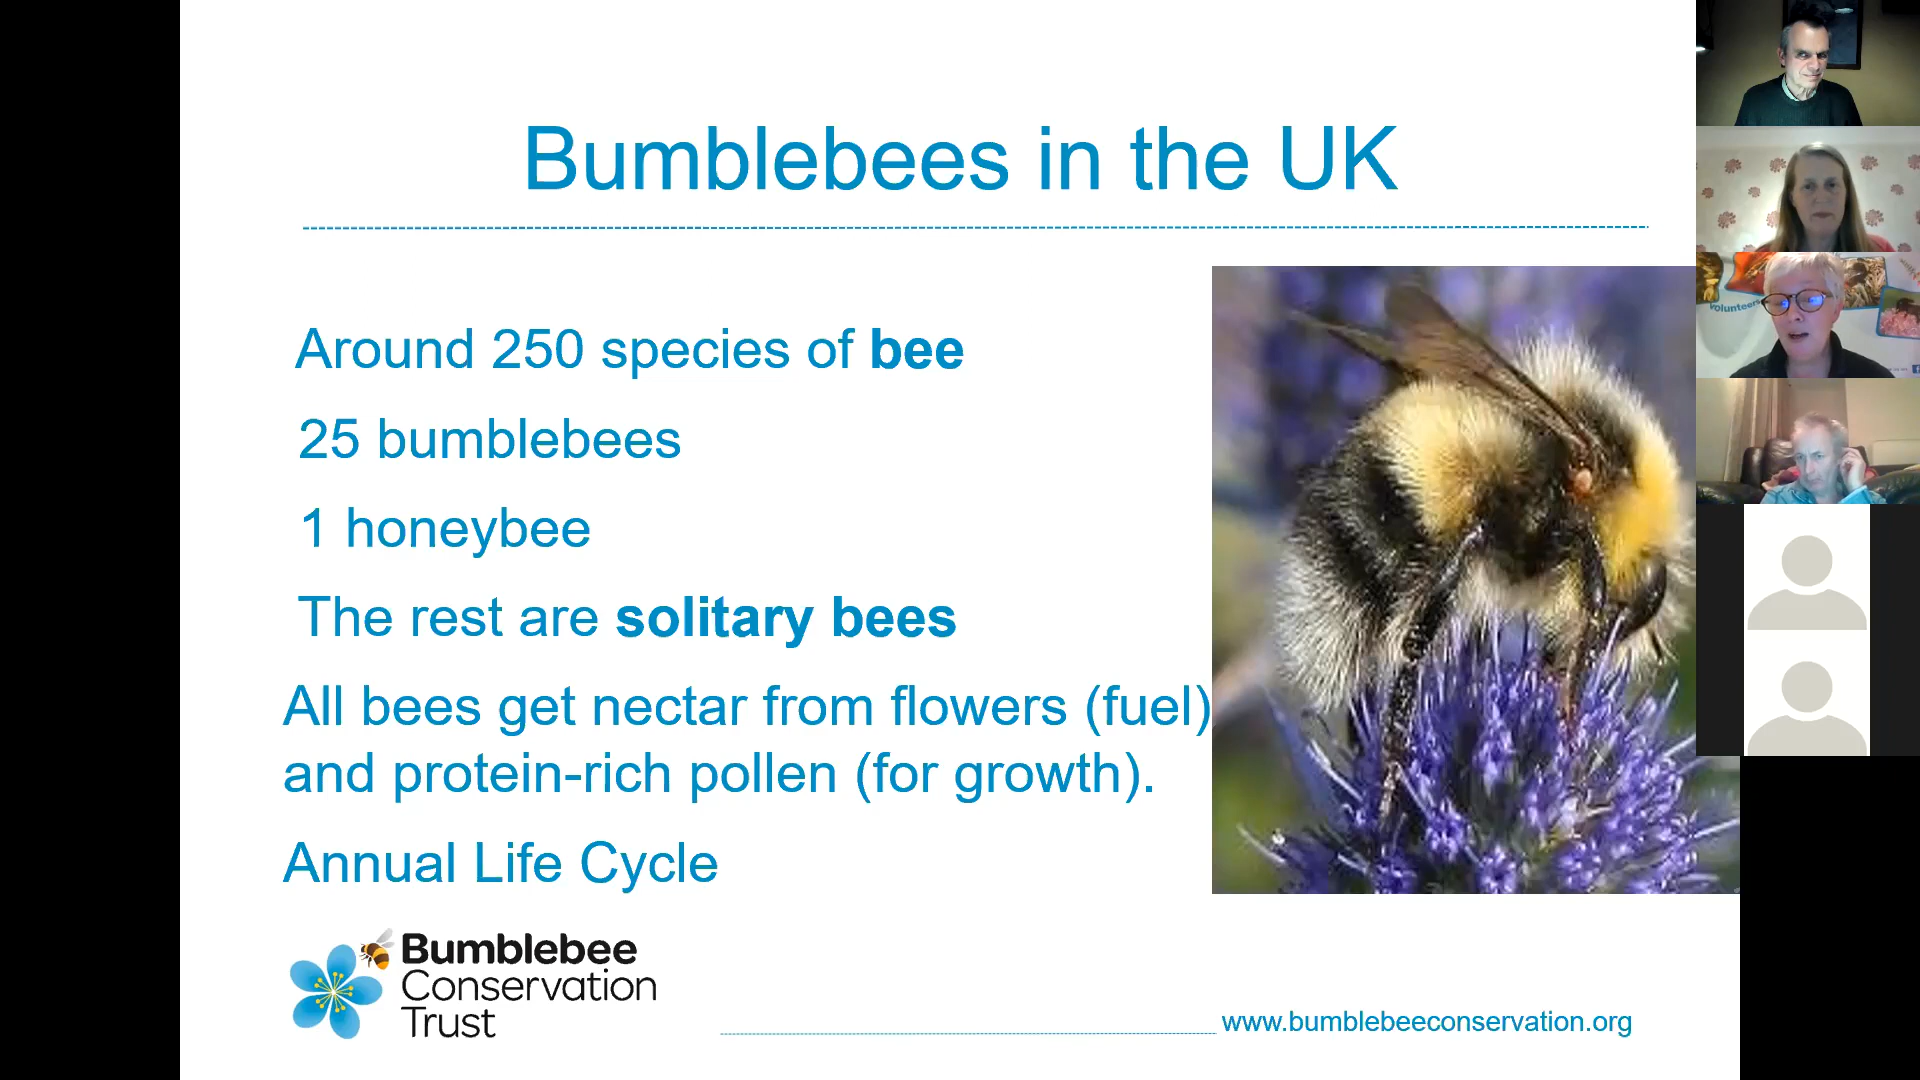 Bumblebees in the UK
Around 250 species of bee
25 bumblebees
1 honeybee
The rest are solitary bees
All bees get nectar from flowers (fuel)
and protein-rich pollen (for growth).
Annual Life Cycle
Bumblebee
Conservation
Trust
www.bumblebeeconservation.org
volunteers